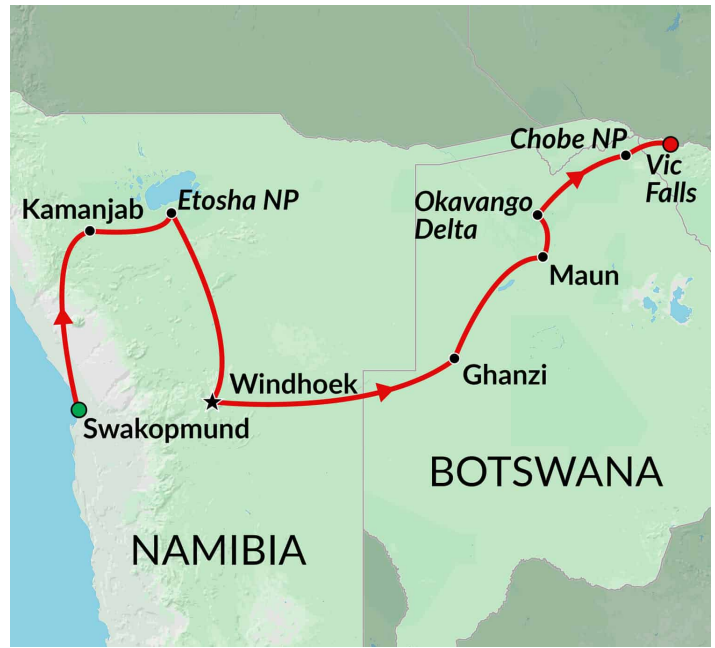 Chobe NP
Vic
Falls
Etosha NP
Kamanjab
Okavango
Delta
Maun
Ghanzi
Windhoek
Swakopmund
BOTSWANA
NAMIBIA